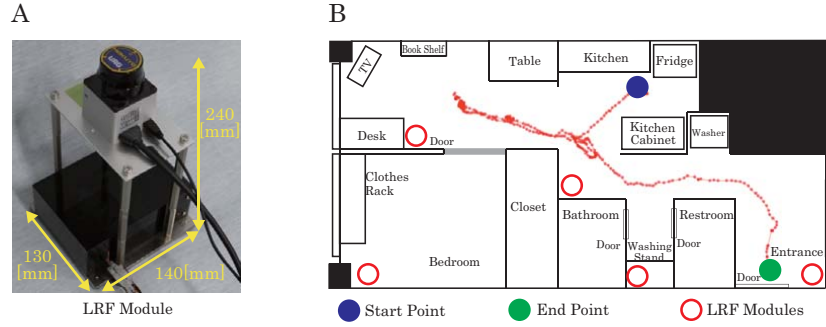 A
240
[mm]
130
[mm]
140[mm]
LRF Module
B
Book Shelf
TV
Table
Kitchen
Fridge
Desk
Door
Kitchen
Cabinet
Washer
Clothes
Rack
Closet
Bathroom
Restroom
Door
Door
Washing
Stand
Bedroom
Entrance
Door
Start Point
End Point
LRF Modules